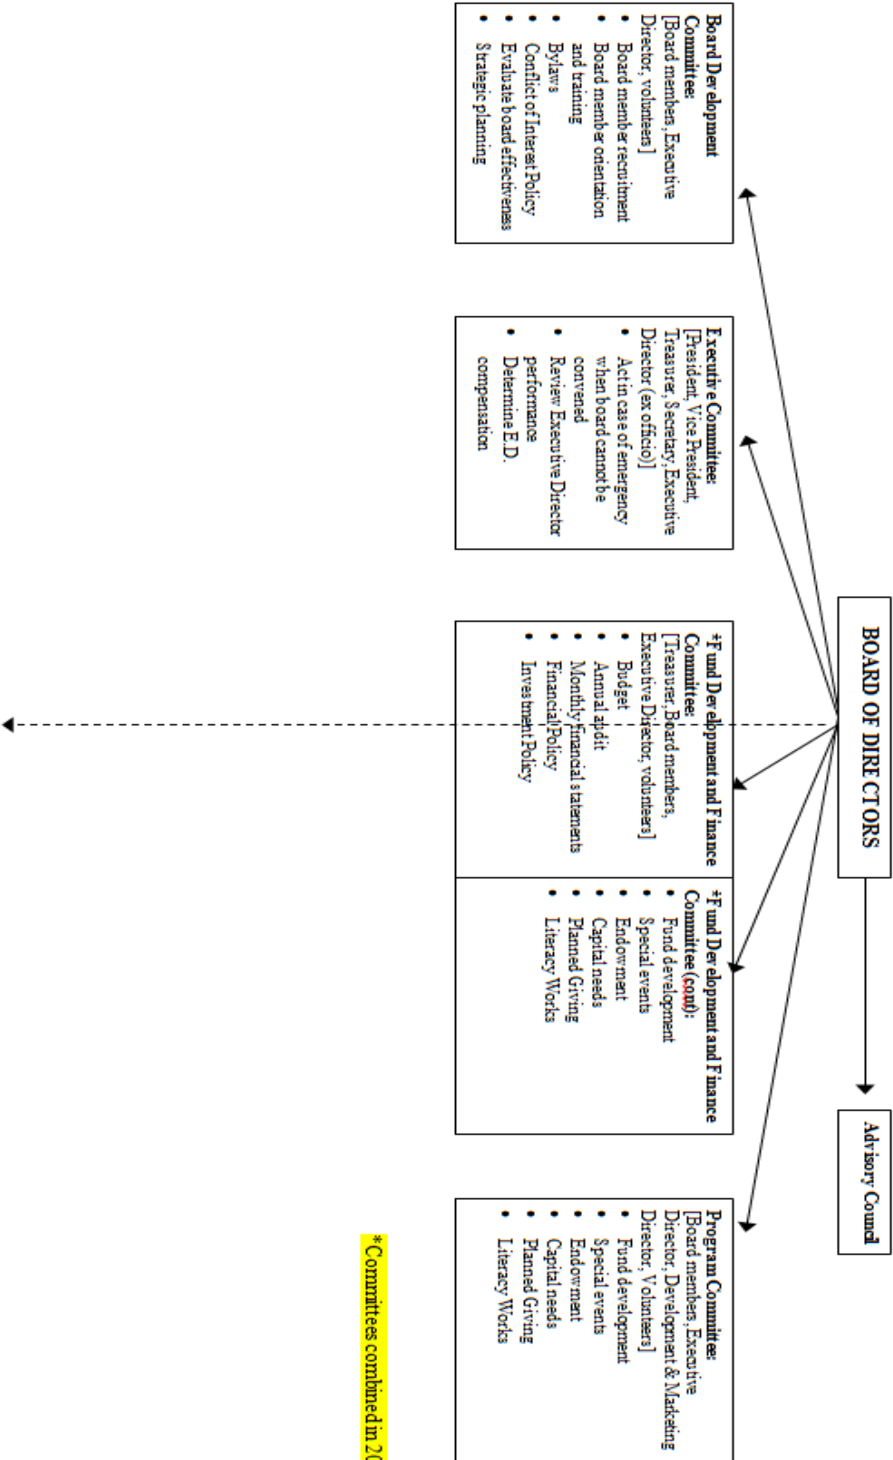 BOARD OF DIRECTORS
Advisory Council
Board Development
Committee:
[Board members, Executive
Director, volunteers]
• Board member recruitment
• Board member orientation
and training
• Bylaws
• Conflict of Interest Policy
• Evaluate board effectiveness
• Strategic planning
Executive Committee:
[President, Vice President,
Treasurer, Secretary, Executive
Director (ex officio)]
• Act in case of emergency
when board cannot be
convened
• Review Executive Director
performance
• Determine E.D.
compensation
*Fund Development and Finance
Committee:
[Treasurer, Board members,
Executive Director, volunteers]
• Budget
• Annual audit
• Monthly financial statements
• Financial Policy
• Investment Policy
*Fund Development and Finance
Committee (cont):
• Fund development
• Special events
• Endowment
• Capital needs
• Planned Giving
• Literacy Works
Program Committee:
[Board members, Executive
Director, Development & Marketing
Director, Volunteers]
• Fund development
• Special events
• Endowment
• Capital needs
• Planned Giving
• Literacy Works
*Committees combined in